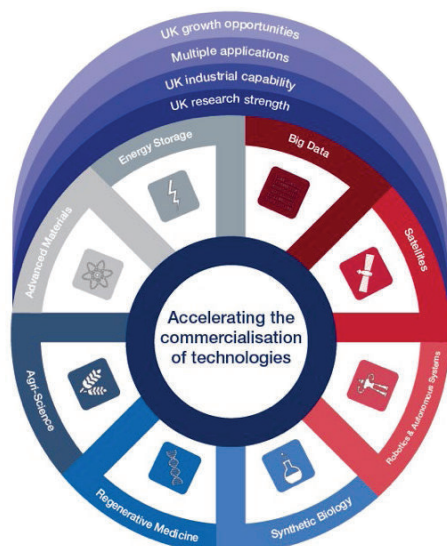 UK growth opportunities
Multiple applications
UK industrial capability
UK research strength
Energy Storage
Big Data
Advanced Materials
Satellites
Accelerating the
commercialisation
of technologies
Agri-Science
Robotics & Autonomous Systems
Regenerative Medicine
Synthetic Biology